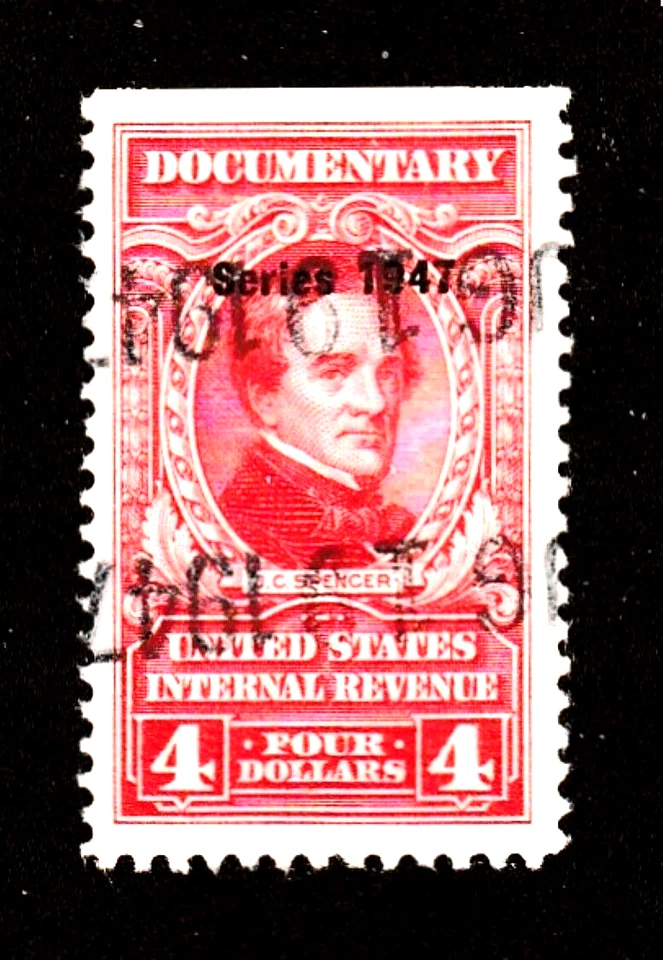 DOCUMENTARY
Series 1947
J.C. SPENCER
UNITED STATES
INTERNAL REVENUE
4 · FOUR · 4
DOLLARS